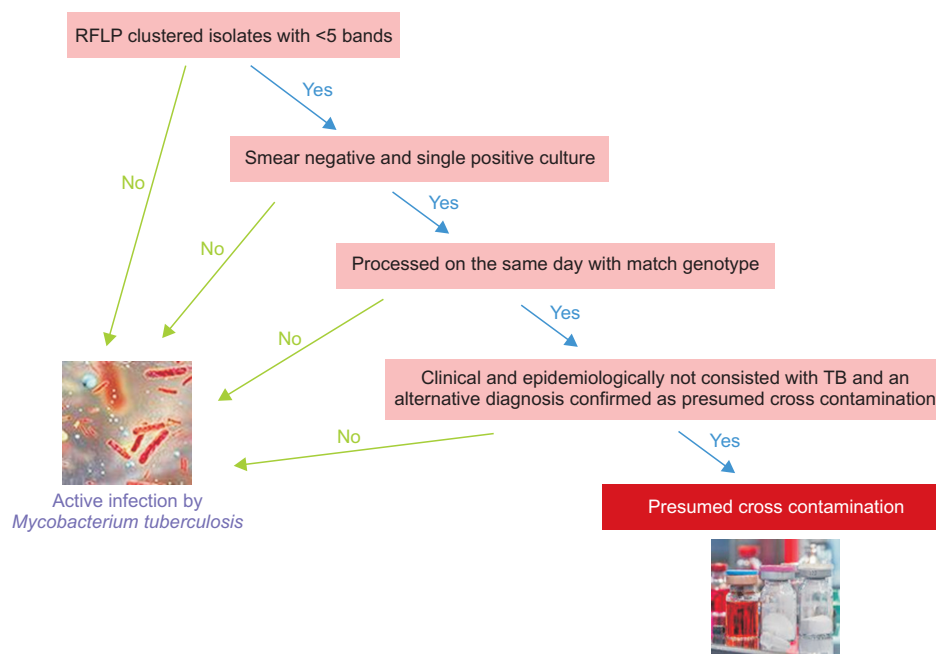 RFLP clustered isolates with <5 bands
Yes
Smear negative and single positive culture
No
Yes
No
Processed on the same day with match genotype
Yes
No
Clinical and epidemiologically not consisted with TB and an
alternative diagnosis confirmed as presumed cross contamination
No
Yes
Active infection by
Mycobacterium tuberculosis
Presumed cross contamination